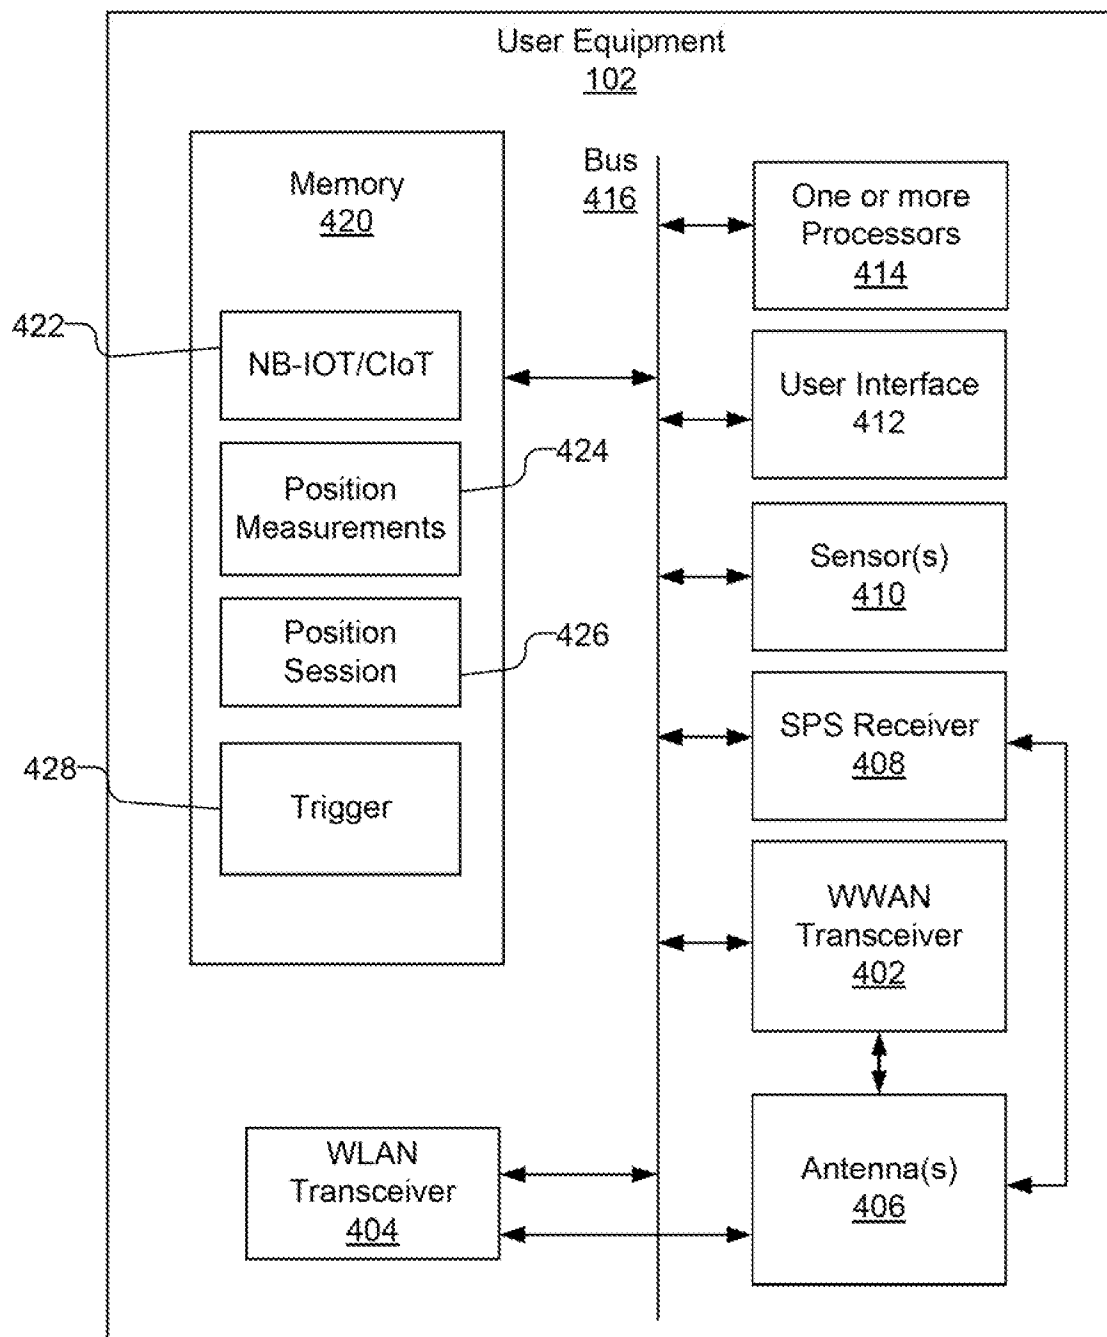 User Equipment
102
Memory
420
422
NB-IOT/CIoT
424
Position
Measurements
426
Position
Session
428
Trigger
Bus
416
One or more
Processors
414
User Interface
412
Sensor(s)
410
SPS Receiver
408
WWAN
Transceiver
402
WLAN
Transceiver
404
Antenna(s)
406